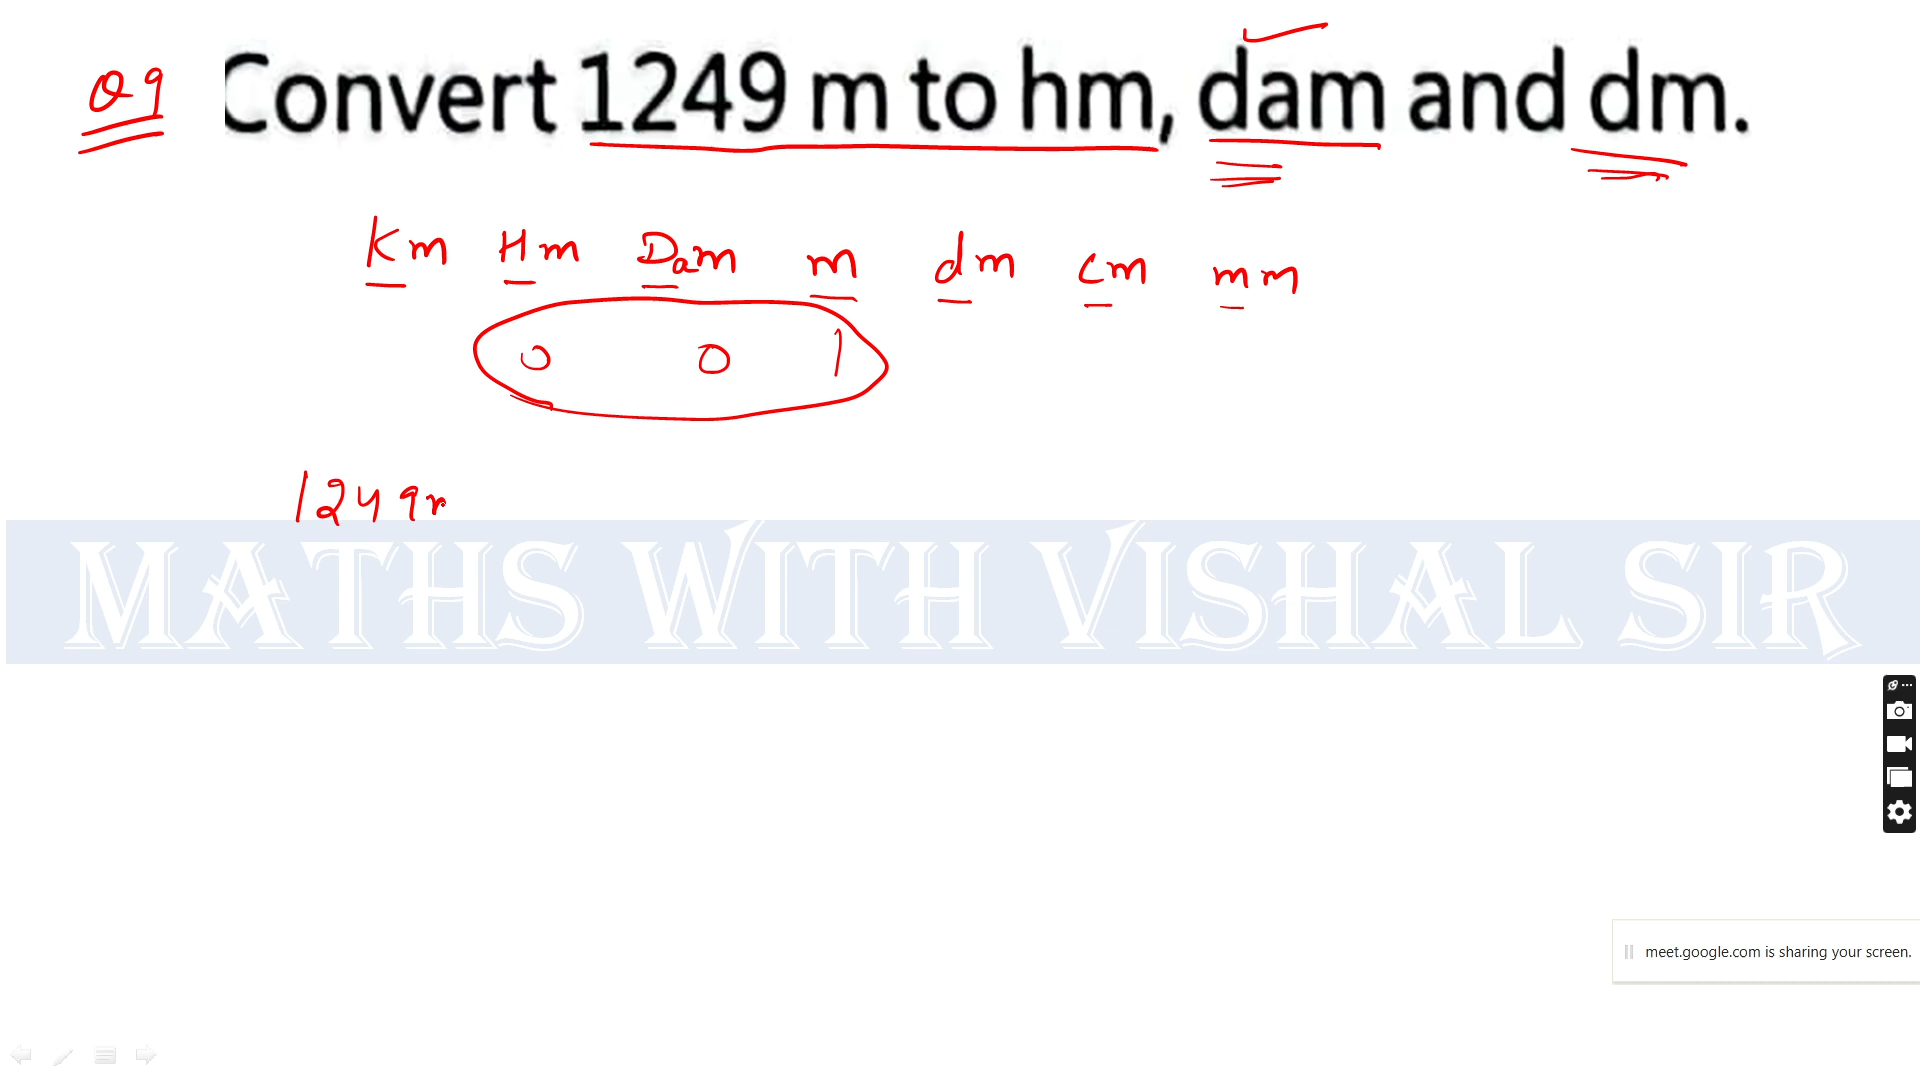 Q9 Convert 1249 m to hm, dam and dm.
Km Hm Dam m dm cm mm
0 0 1
1249m
MATHS WITH VISHAL SIR
meet.google.com is sharing your screen.